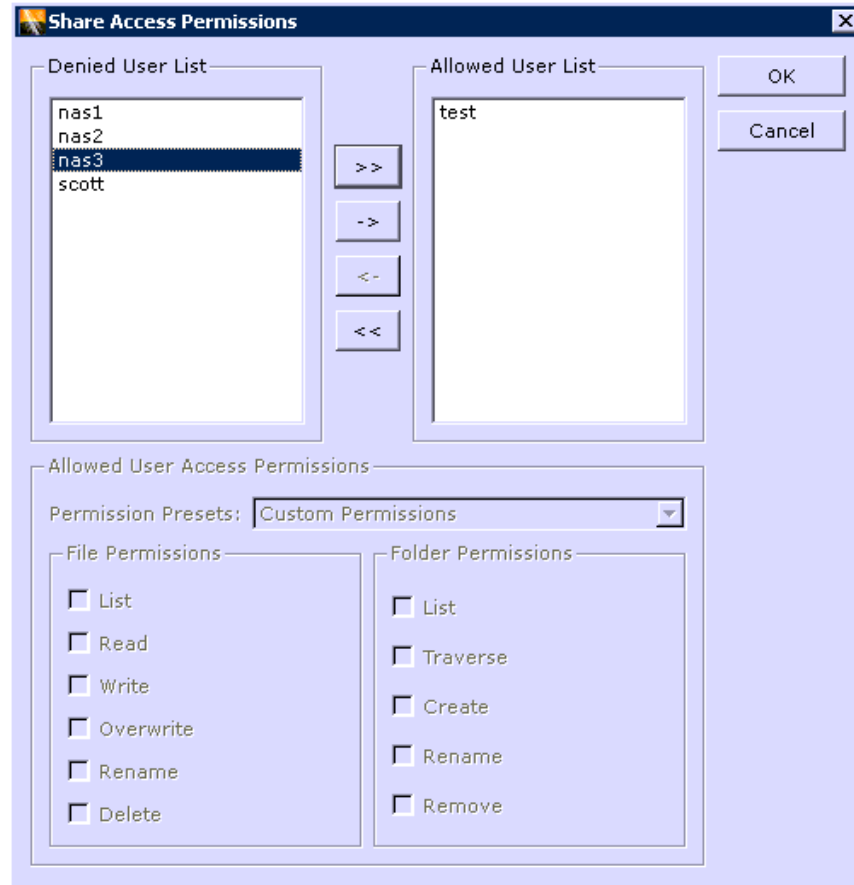 Share Access Permissions
Denied User List
nas1
nas2
nas3
scott
>>
->
<-
<<
Allowed User List
test
OK
Cancel
Allowed User Access Permissions
Permission Presets: Custom Permissions
File Permissions
List
Read
Write
Overwrite
Rename
Delete
Folder Permissions
List
Traverse
Create
Rename
Remove